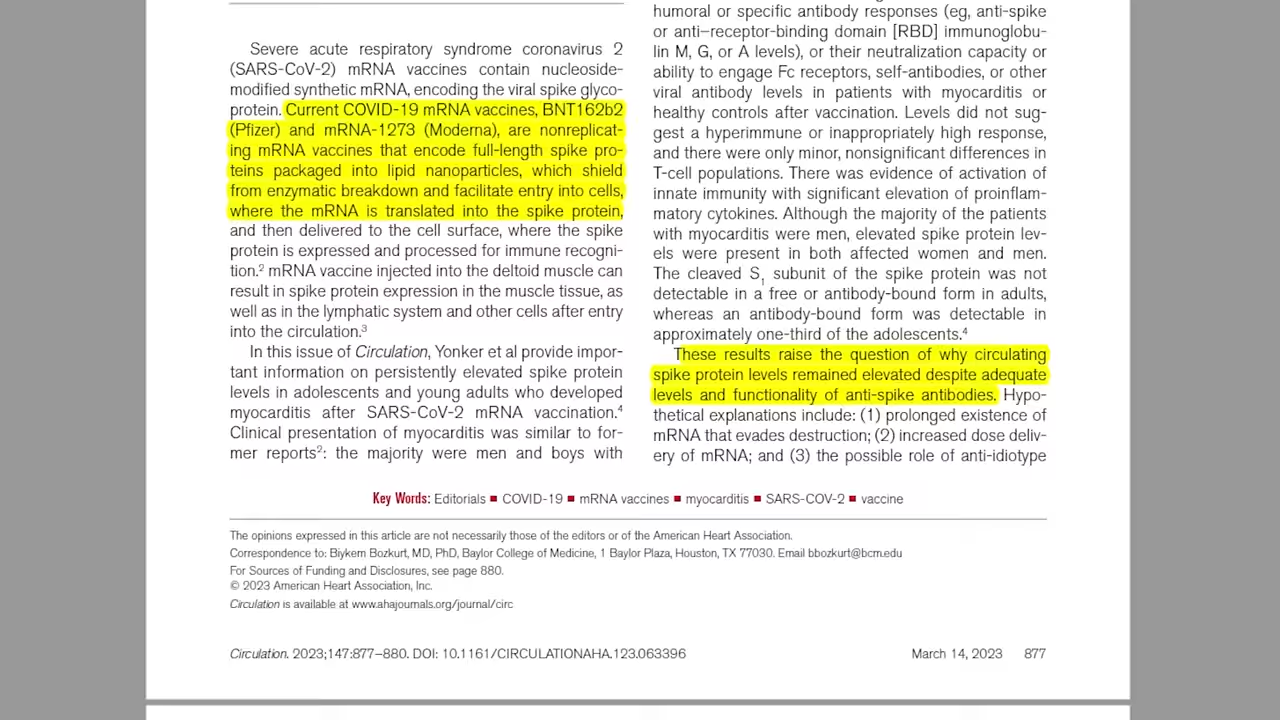 Severe acute respiratory syndrome coronavirus 2
(SARS-CoV-2) mRNA vaccines contain nucleoside-
modified synthetic mRNA, encoding the viral spike glyco-
protein. Current COVID-19 mRNA vaccines, BNT162b2
(Pfizer) and mRNA-1273 (Moderna), are nonreplicat-
ing mRNA vaccines that encode full-length spike pro-
teins packaged into lipid nanoparticles, which shield
from enzymatic breakdown and facilitate entry into cells,
where the mRNA is translated into the spike protein,
and then delivered to the cell surface, where the spike
protein is expressed and processed for immune recogni-
tion.² mRNA vaccine injected into the deltoid muscle can
result in spike protein expression in the muscle tissue, as
well as in the lymphatic system and other cells after entry
into the circulation.³
In this issue of Circulation, Yonker et al provide impor-
tant information on persistently elevated spike protein
levels in adolescents and young adults who developed
myocarditis after SARS-CoV-2 mRNA vaccination.⁴
Clinical presentation of myocarditis was similar to for-
mer reports²: the majority were men and boys with
humoral or specific antibody responses (eg, anti-spike
or anti–receptor-binding domain [RBD] immunoglobu-
lin M, G, or A levels), or their neutralization capacity or
ability to engage Fc receptors, self-antibodies, or other
viral antibody levels in patients with myocarditis or
healthy controls after vaccination. Levels did not sug-
gest a hyperimmune or inappropriately high response,
and there were only minor, nonsignificant differences in
T-cell populations. There was evidence of activation of
innate immunity with significant elevation of proinflam-
matory cytokines. Although the majority of the patients
with myocarditis were men, elevated spike protein lev-
els were present in both affected women and men.
The cleaved S₁ subunit of the spike protein was not
detectable in a free or antibody-bound form in adults,
whereas an antibody-bound form was detectable in
approximately one-third of the adolescents.⁴
These results raise the question of why circulating
spike protein levels remained elevated despite adequate
levels and functionality of anti-spike antibodies. Hypo-
thetical explanations include: (1) prolonged existence of
mRNA that evades destruction; (2) increased dose deliv-
ery of mRNA; and (3) the possible role of anti-idiotype
Key Words: Editorials ■ COVID-19 ■ mRNA vaccines ■ myocarditis ■ SARS-COV-2 ■ vaccine
The opinions expressed in this article are not necessarily those of the editors or of the American Heart Association.
Correspondence to: Biykem Bozkurt, MD, PhD, Baylor College of Medicine, 1 Baylor Plaza, Houston, TX 77030. Email bbozkurt@bcm.edu
For Sources of Funding and Disclosures, see page 880.
© 2023 American Heart Association, Inc.
Circulation is available at www.ahajournals.org/journal/circ
Circulation. 2023;147:877–880. DOI: 10.1161/CIRCULATIONAHA.123.063396
March 14, 2023 877